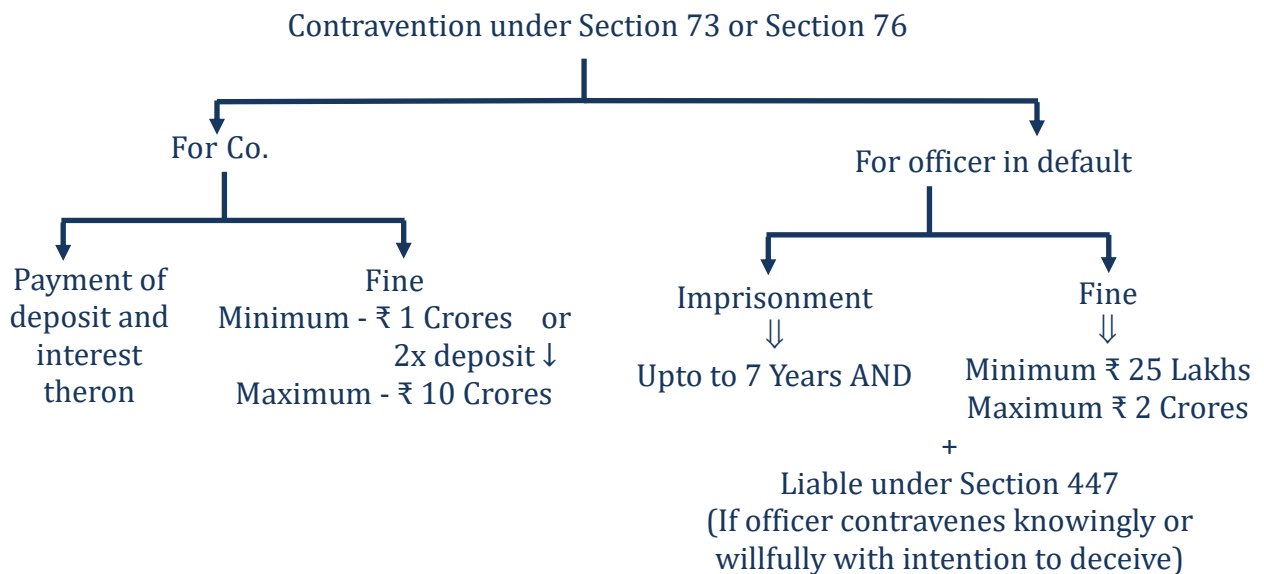 Contravention under Section 73 or Section 76
For Co.
For officer in default
Payment of
deposit and
interest
theron
Fine
Minimum - ₹ 1 Crores or
2x deposit ↓
Maximum - ₹ 10 Crores
Imprisonment
⇓
Upto to 7 Years AND
Fine
⇓
Minimum ₹ 25 Lakhs
Maximum ₹ 2 Crores
+
Liable under Section 447
(If officer contravenes knowingly or
willfully with intention to deceive)